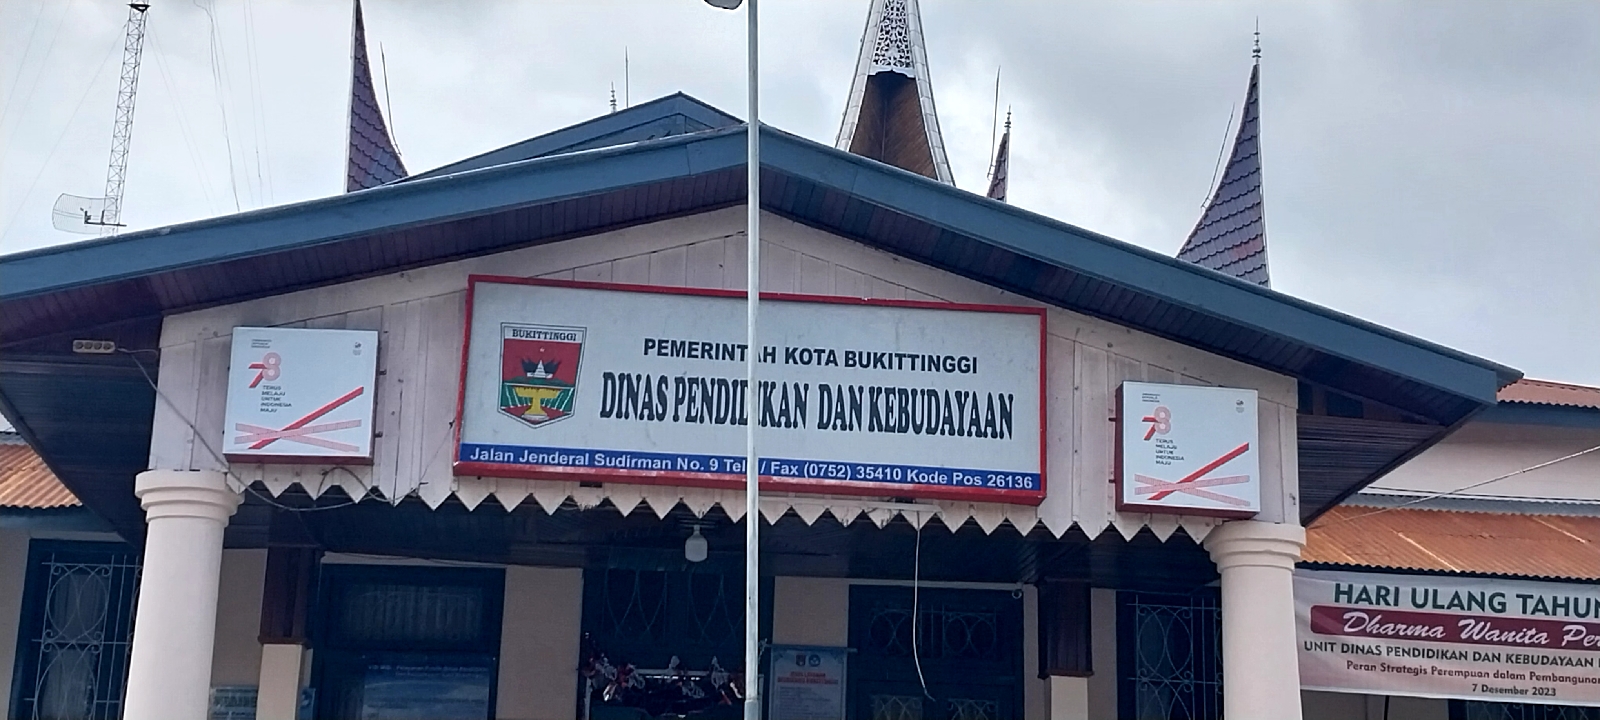 BUKITTINGGI
PEMERINTAH KOTA BUKITTINGGI
DINAS PENDIDIKAN DAN KEBUDAYAAN
Jalan Jenderal Sudirman No. 9 Telp / Fax (0752) 35410 Kode Pos 26136
78
TERUS
MELAJU
UNTUK
INDONESIA
MAJU
78
TERUS
MELAJU
UNTUK
INDONESIA
MAJU
HARI ULANG TAHUN
Dharma Wanita Per
UNIT DINAS PENDIDIKAN DAN KEBUDAYAAN
Peran Strategis Perempuan dalam Pembangunan
7 Desember 2023